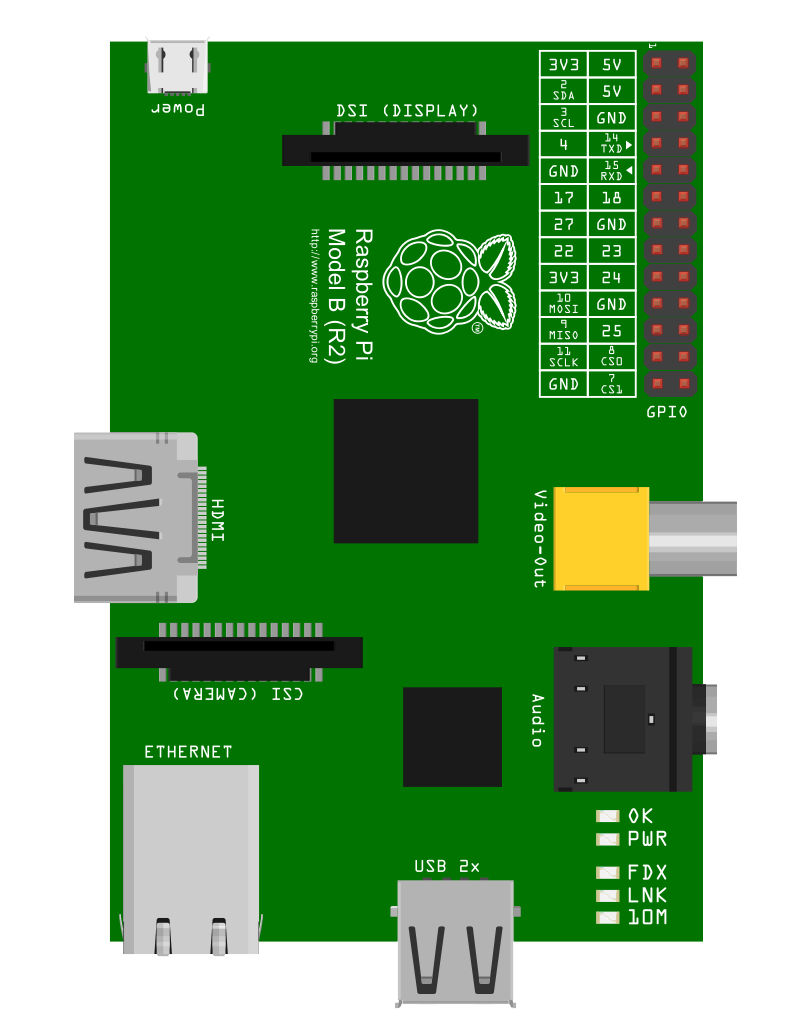 1
3V3 5V
2 SDA 5V
3 SCL GND
4 14 TXD
GND 15 RXD
17 18
27 GND
22 23
3V3 24
10 MOSI GND
9 MISO 25
11 SCLK 8 CS0
GND 7 CS1
GPIO
Power
DSI (DISPLAY)
Raspberry Pi
Model B (R2)
http://www.raspberrypi.org
TM
HDMI
Video-Out
CSI (CAMERA)
Audio
ETHERNET
USB 2x
OK
PWR
FDX
LNK
10M